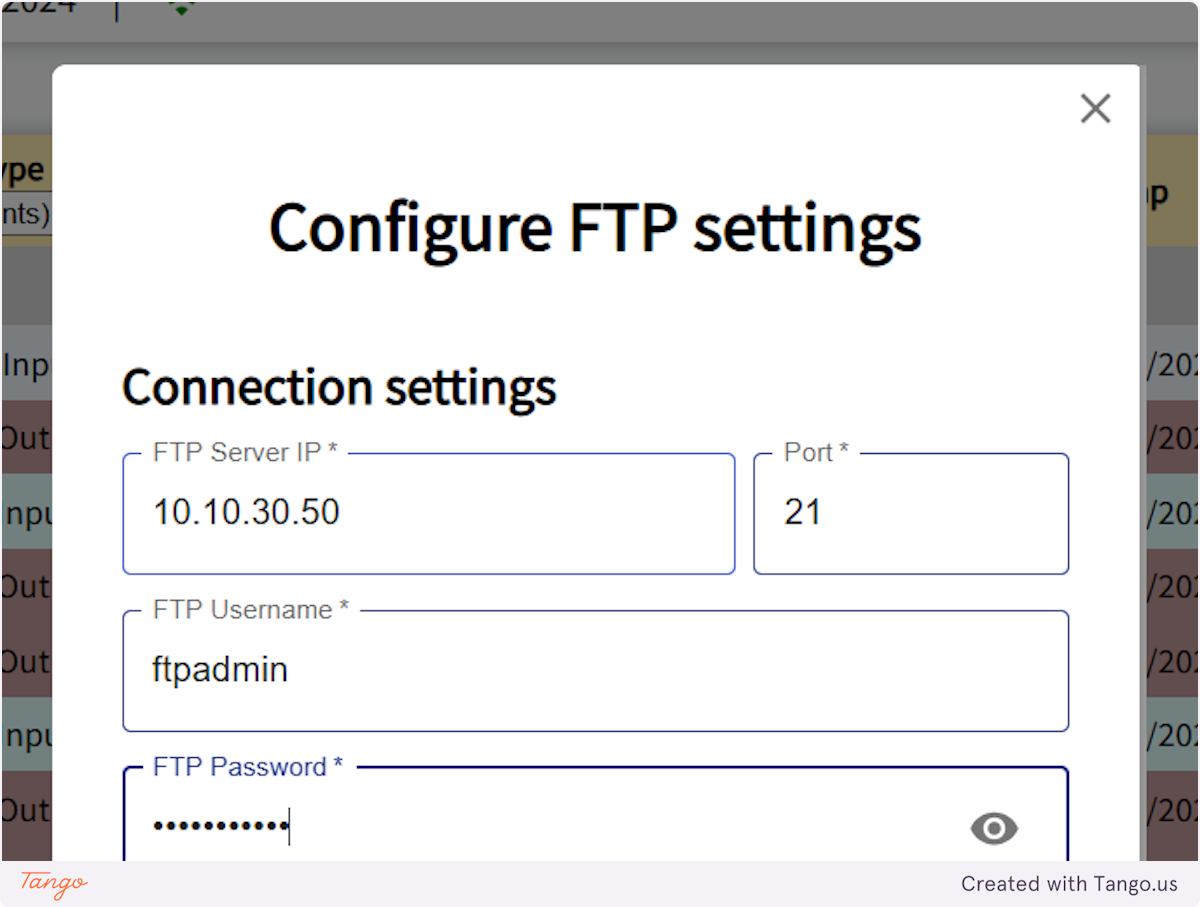 2024 |
Configure FTP settings
Connection settings
FTP Server IP *
10.10.30.50
Port *
21
FTP Username *
ftpadmin
FTP Password *
•••••••••••
ype
nts)
Inp
Out
npu
Out
Out
npu
Out
p
/202
/202
/202
/202
/202
/202
/202
Tango
Created with Tango.us